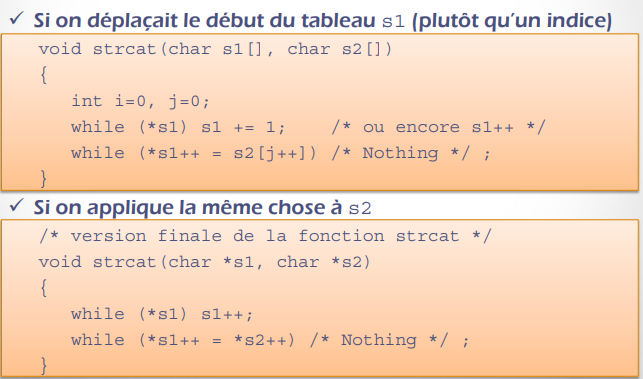 ✓ Si on déplaçait le début du tableau s1 (plutôt qu'un indice)
void strcat(char s1[], char s2[])
{
int i=0, j=0;
while (*s1) s1 += 1; /* ou encore s1++ */
while (*s1++ = s2[j++]) /* Nothing */ ;
}
✓ Si on applique la même chose à s2
/* version finale de la fonction strcat */
void strcat(char *s1, char *s2)
{
while (*s1) s1++;
while (*s1++ = *s2++) /* Nothing */ ;
}